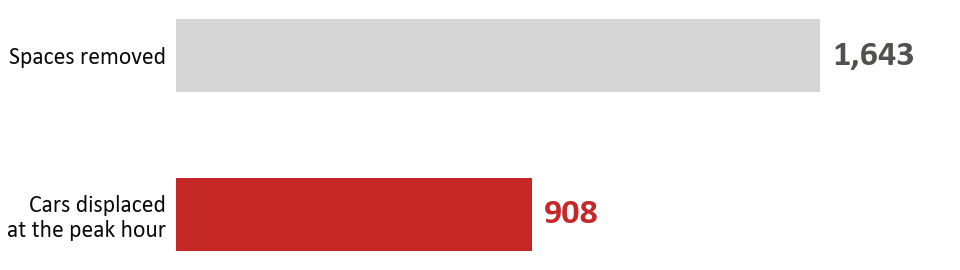 Spaces removed
1,643
Cars displaced
at the peak hour
908